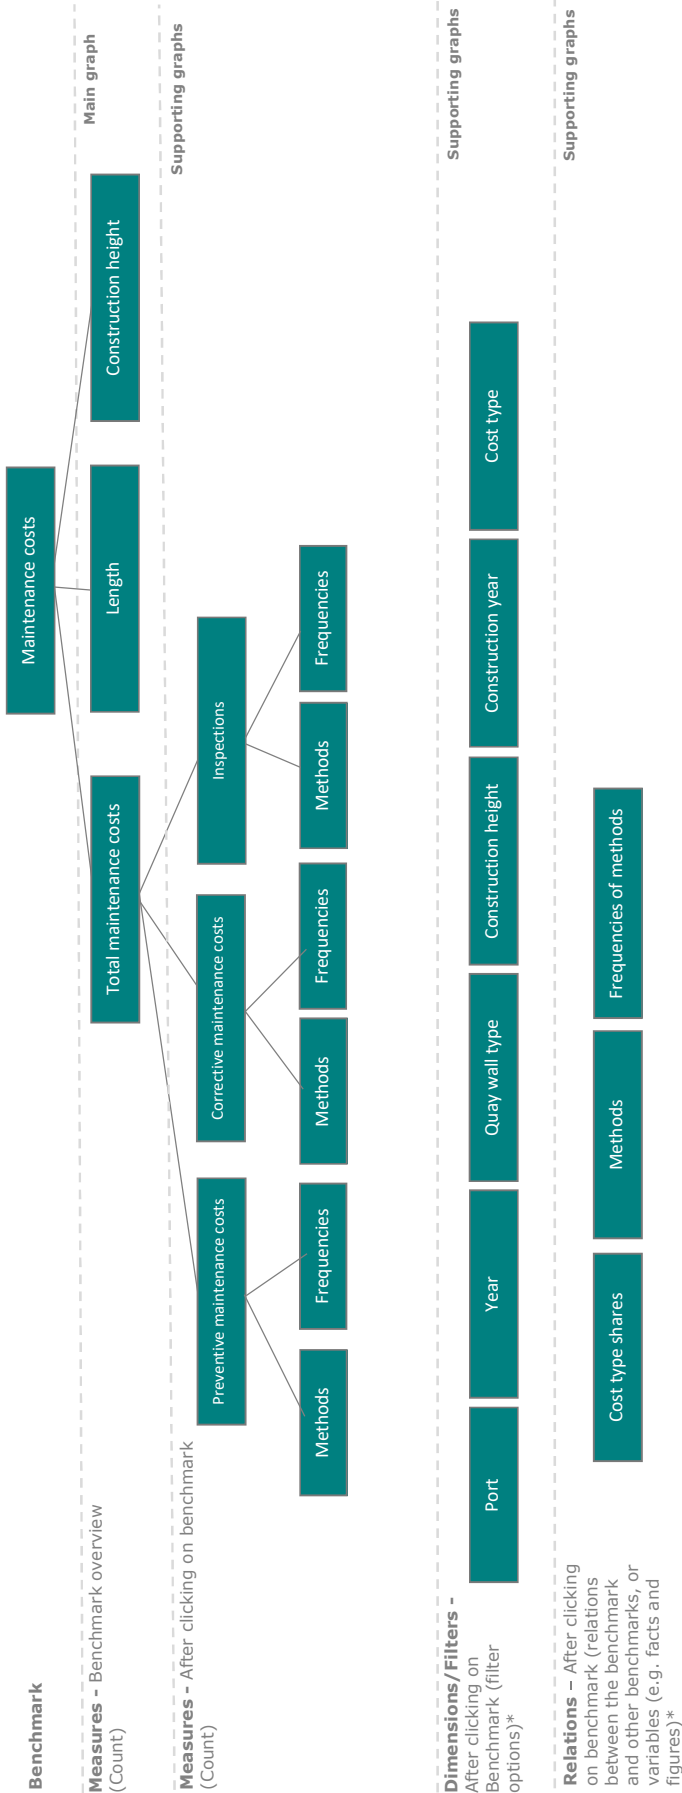 Benchmark
Maintenance costs
Measures - Benchmark overview
(Count)
Total maintenance costs
Length
Construction height
Main graph
Measures - After clicking on benchmark
(Count)
Preventive maintenance costs
Corrective maintenance costs
Inspections
Supporting graphs
Methods
Frequencies
Methods
Frequencies
Methods
Frequencies
Dimensions/Filters -
After clicking on
Benchmark (filter
options)*
Port
Year
Quay wall type
Construction height
Construction year
Cost type
Supporting graphs
Relations – After clicking
on benchmark (relations
between the benchmark
and other benchmarks, or
variables (e.g. facts and
figures)*
Cost type shares
Methods
Frequencies of methods
Supporting graphs